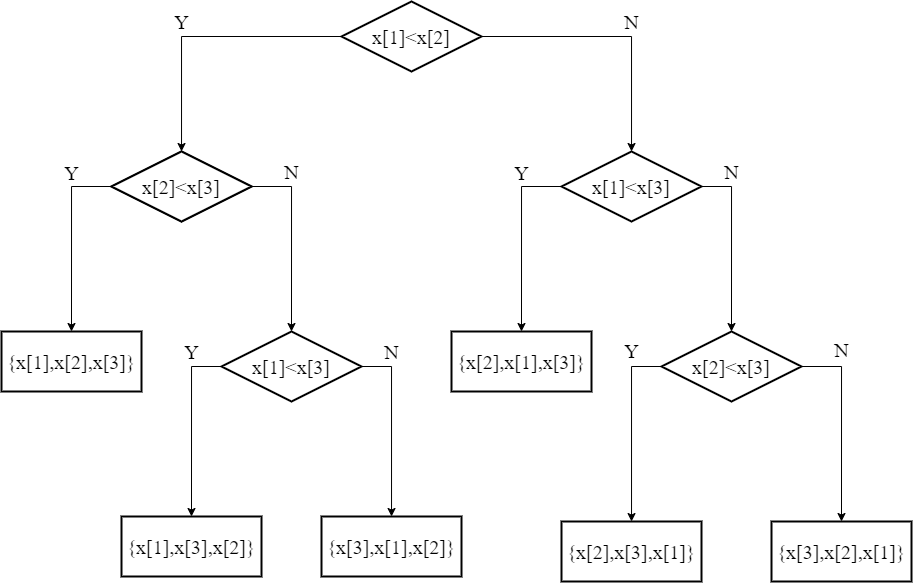 Y
N
x[1]<x[2]
Y
N
Y
N
x[2]<x[3]
x[1]<x[3]
Y
N
Y
N
{x[1],x[2],x[3]}
x[1]<x[3]
{x[2],x[1],x[3]}
x[2]<x[3]
{x[1],x[3],x[2]}
{x[3],x[1],x[2]}
{x[2],x[3],x[1]}
{x[3],x[2],x[1]}